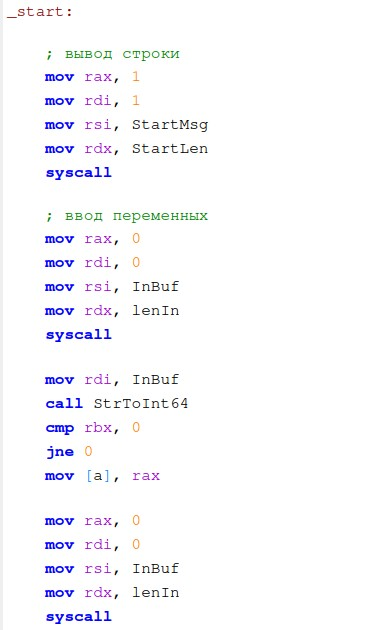 _start:
; вывод строки
mov rax, 1
mov rdi, 1
mov rsi, StartMsg
mov rdx, StartLen
syscall
; ввод переменных
mov rax, 0
mov rdi, 0
mov rsi, InBuf
mov rdx, lenIn
syscall
mov rdi, InBuf
call StrToInt64
cmp rbx, 0
jne 0
mov [a], rax
mov rax, 0
mov rdi, 0
mov rsi, InBuf
mov rdx, lenIn
syscall